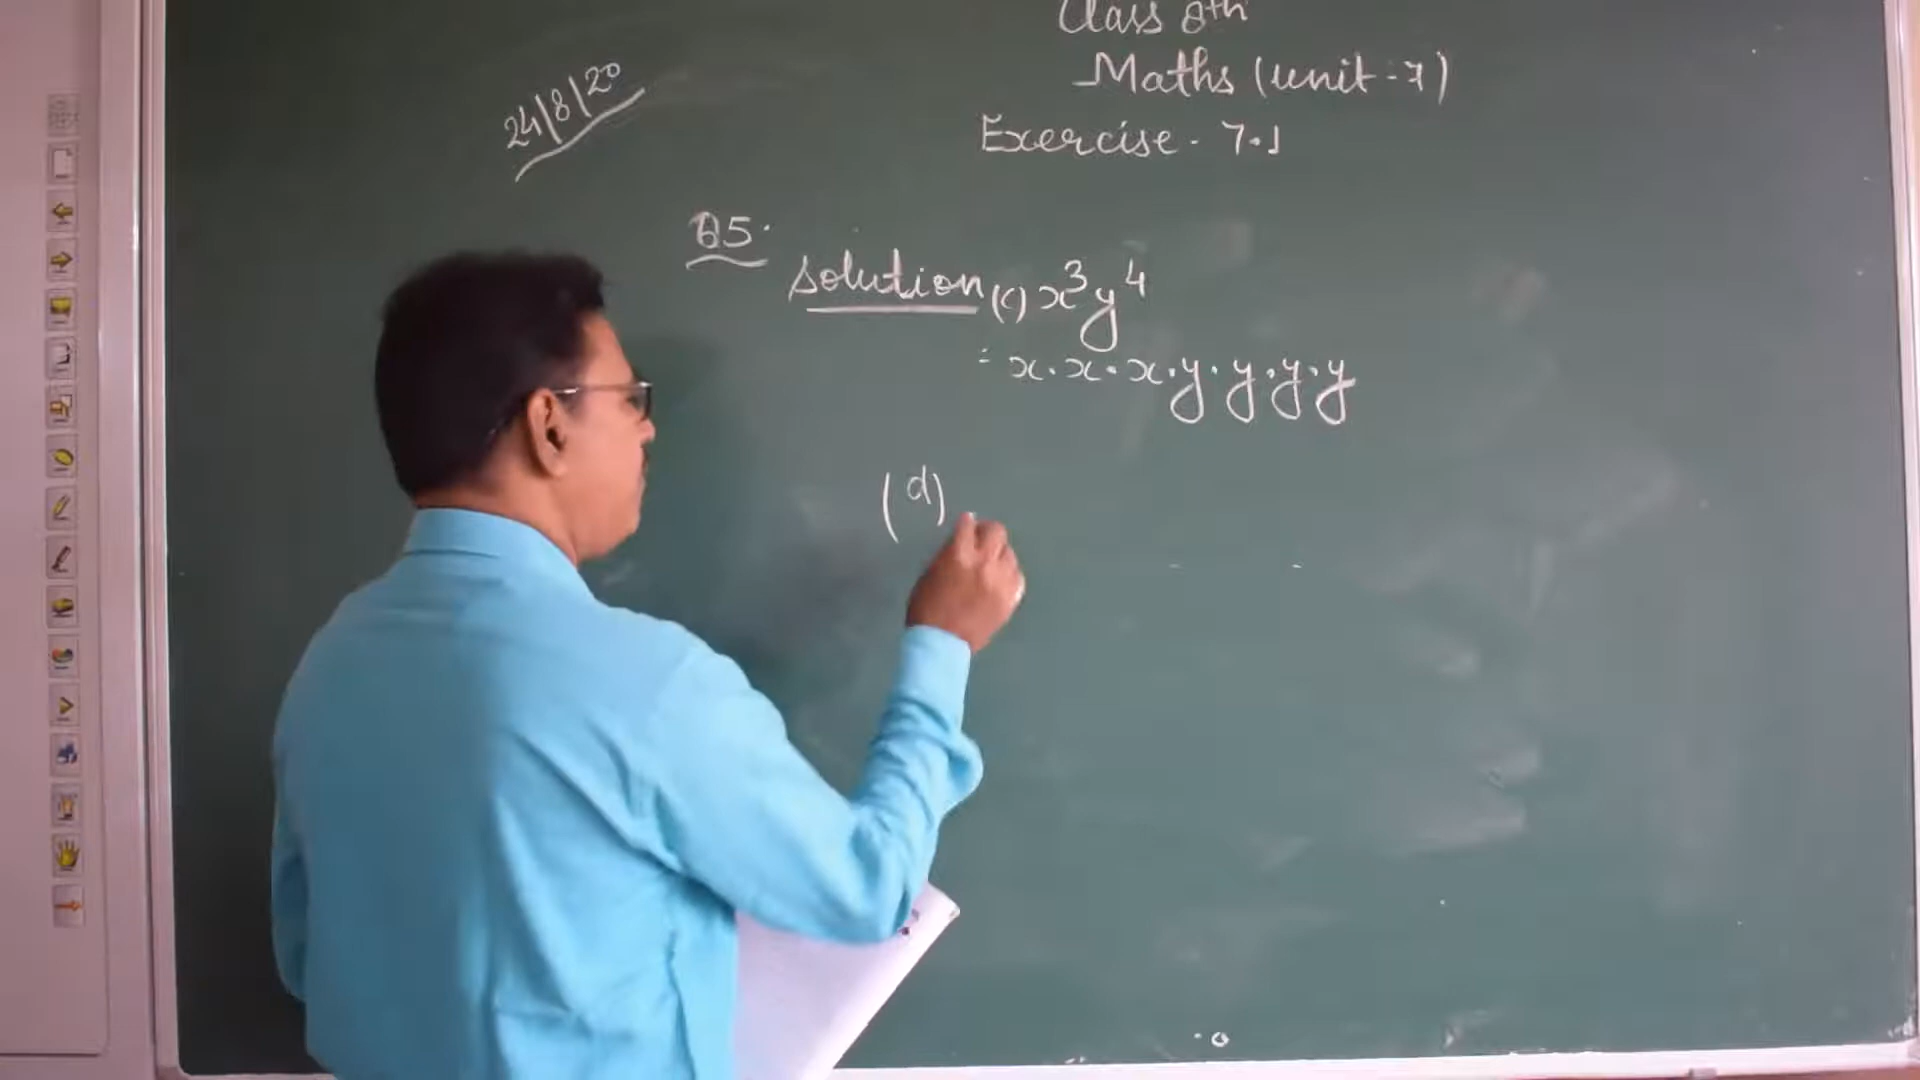 Class 8th
Maths (unit-7)
24/8/20
Exercise - 7.1
Q5.
Solution (c) x³y⁴
= x.x.x.y.y.y.y
(d)